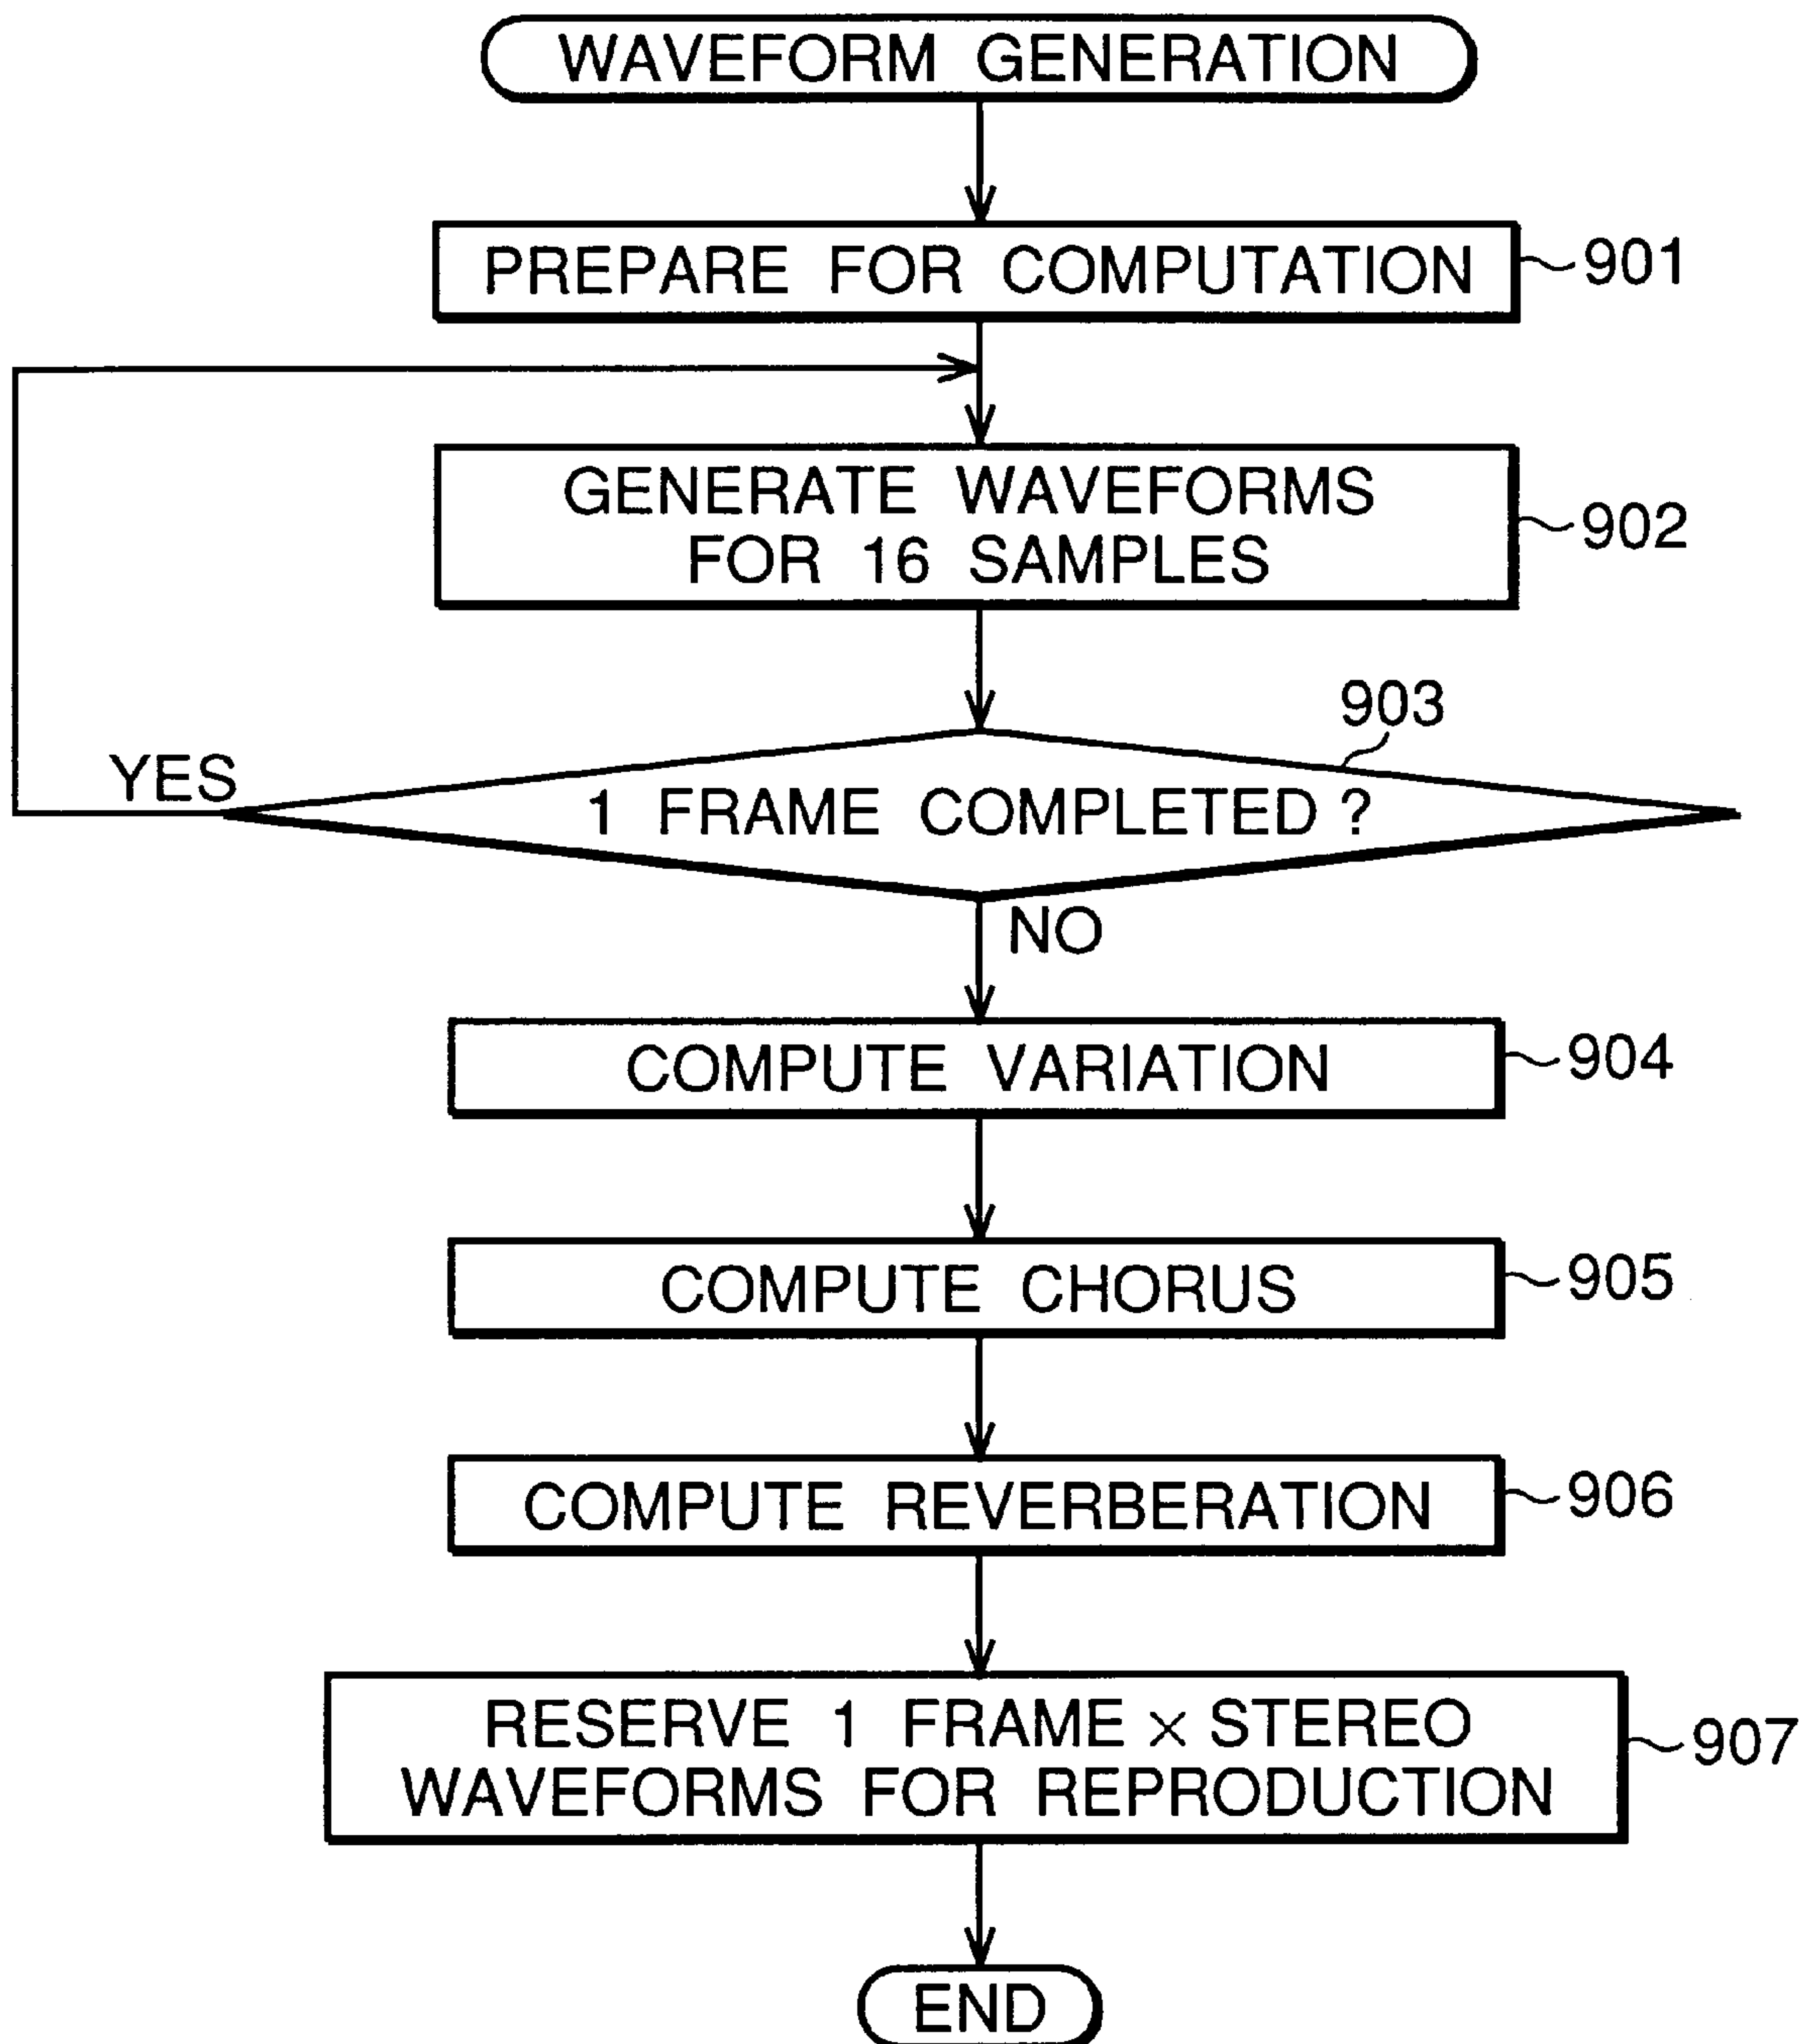 WAVEFORM GENERATION
PREPARE FOR COMPUTATION
901
GENERATE WAVEFORMS
FOR 16 SAMPLES
902
903
YES
1 FRAME COMPLETED ?
NO
COMPUTE VARIATION
904
COMPUTE CHORUS
905
COMPUTE REVERBERATION
906
RESERVE 1 FRAME × STEREO
WAVEFORMS FOR REPRODUCTION
907
END